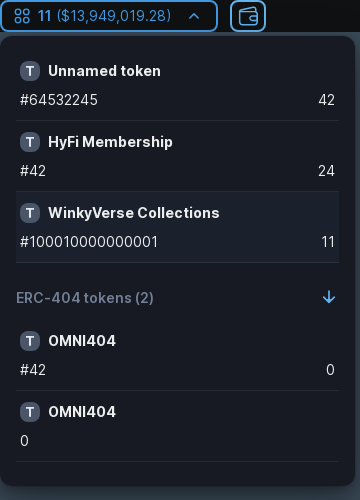 11 ($13,949,019.28)
T Unnamed token
#64532245 42
T HyFi Membership
#42 24
T WinkyVerse Collections
#100010000000001 11
ERC-404 tokens (2)
T OMNI404
#42 0
T OMNI404
0